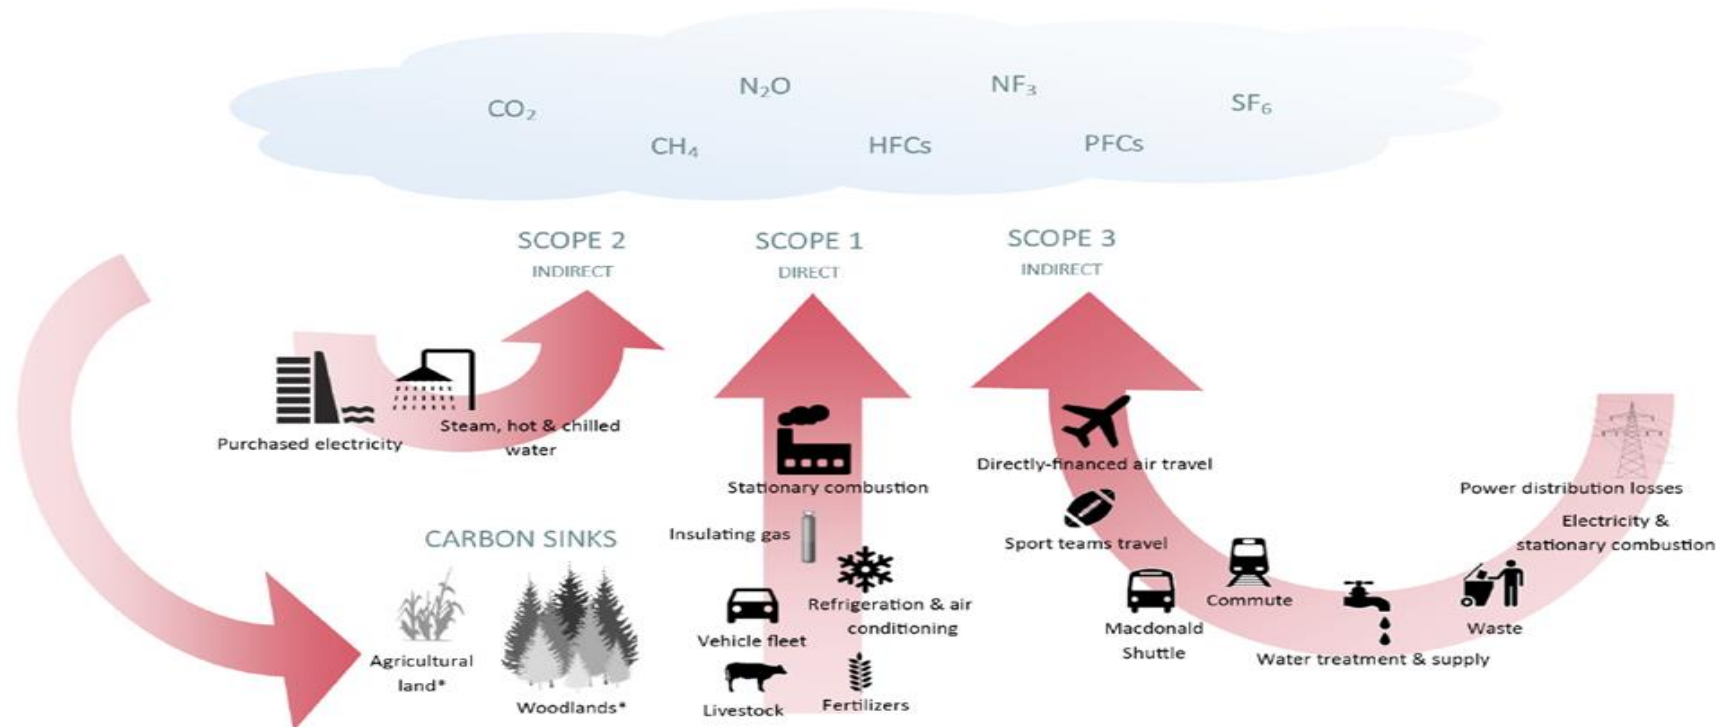 CO₂
N₂O
NF₃
SF₆
CH₄
HFCs
PFCs
SCOPE 2
INDIRECT
SCOPE 1
DIRECT
SCOPE 3
INDIRECT
Purchased electricity
Steam, hot & chilled
water
CARBON SINKS
Agricultural
land*
Woodlands*
Stationary combustion
Insulating gas
Refrigeration & air
conditioning
Vehicle fleet
Livestock
Fertilizers
Directly-financed air travel
Sport teams travel
Macdonald
Shuttle
Commute
Water treatment & supply
Waste
Power distribution losses
Electricity &
stationary combustion